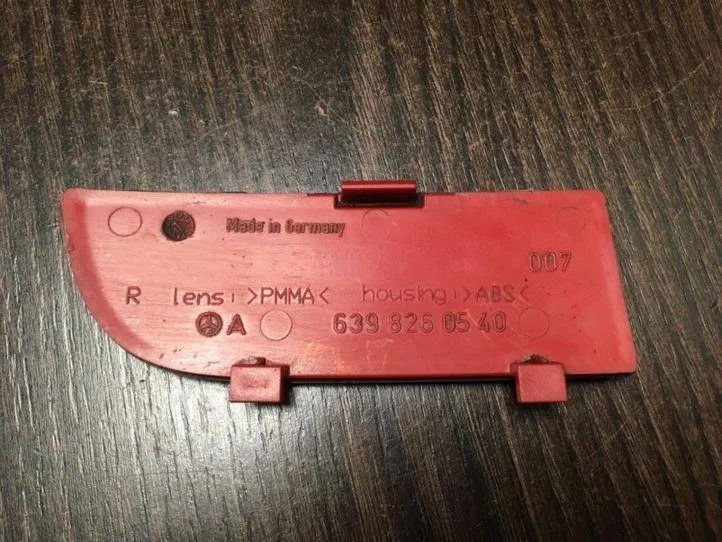 Made in Germany
007
R lens: >PMMA< housing: >ABS<
A 639 826 05 40